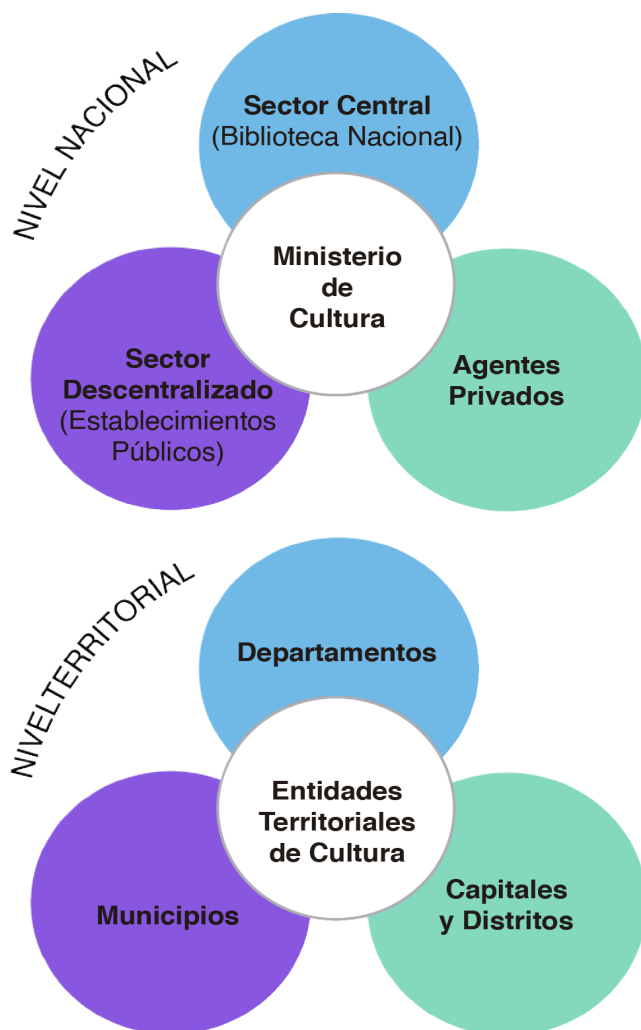 NIVEL NACIONAL
Sector Central
(Biblioteca Nacional)
Ministerio
de
Cultura
Sector
Descentralizado
(Establecimientos
Públicos)
Agentes
Privados
NIVELTERRITORIAL
Departamentos
Entidades
Territoriales
de Cultura
Municipios
Capitales
y Distritos